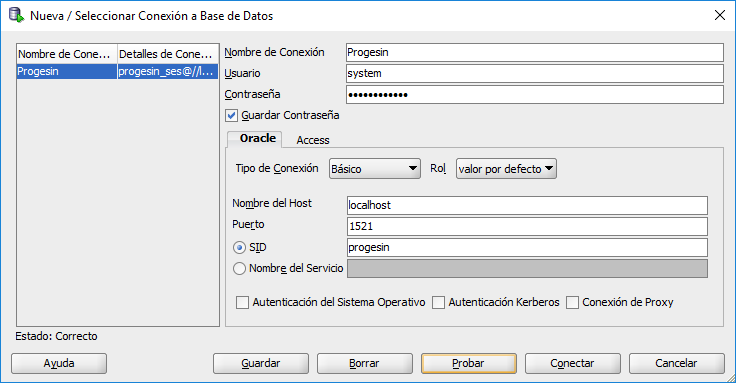 Nueva / Seleccionar Conexión a Base de Datos
Nombre de Cone... Detalles de Cone...
Progesin progesin_ses@//l...
Nombre de Conexión Progesin
Usuario system
Contraseña ••••••••••••
Guardar Contraseña
Oracle Access
Tipo de Conexión Básico Rol valor por defecto
Nombre del Host localhost
Puerto 1521
SID progesin
Nombre del Servicio
Autenticación del Sistema Operativo Autenticación Kerberos Conexión de Proxy
Estado: Correcto
Ayuda Guardar Borrar Probar Conectar Cancelar